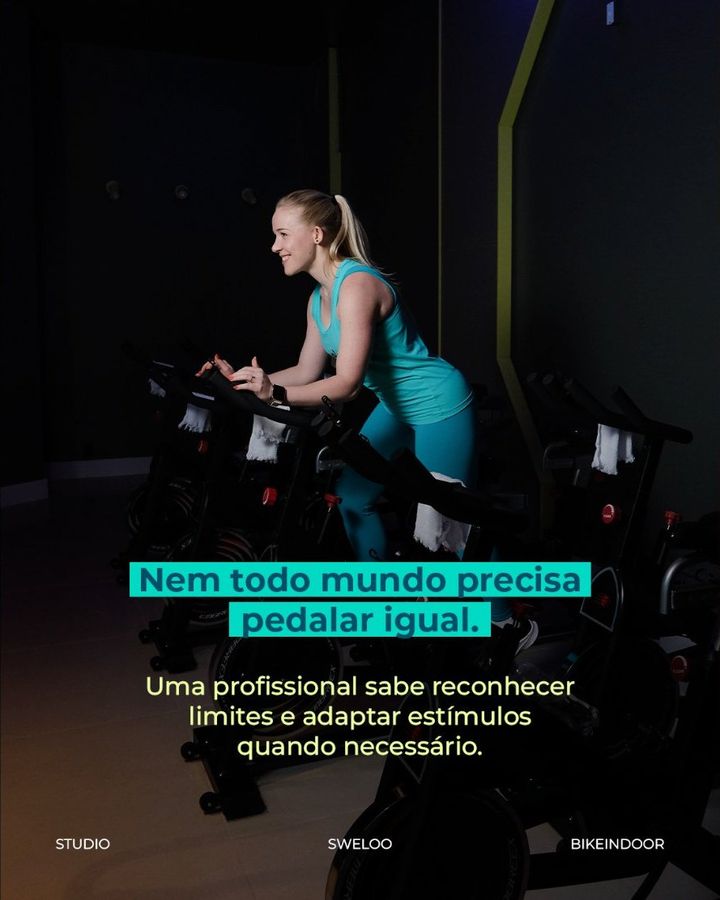 Nem todo mundo precisa
pedalar igual.
Uma profissional sabe reconhecer
limites e adaptar estímulos
quando necessário.
STUDIO
SWELOO
BIKEINDOOR